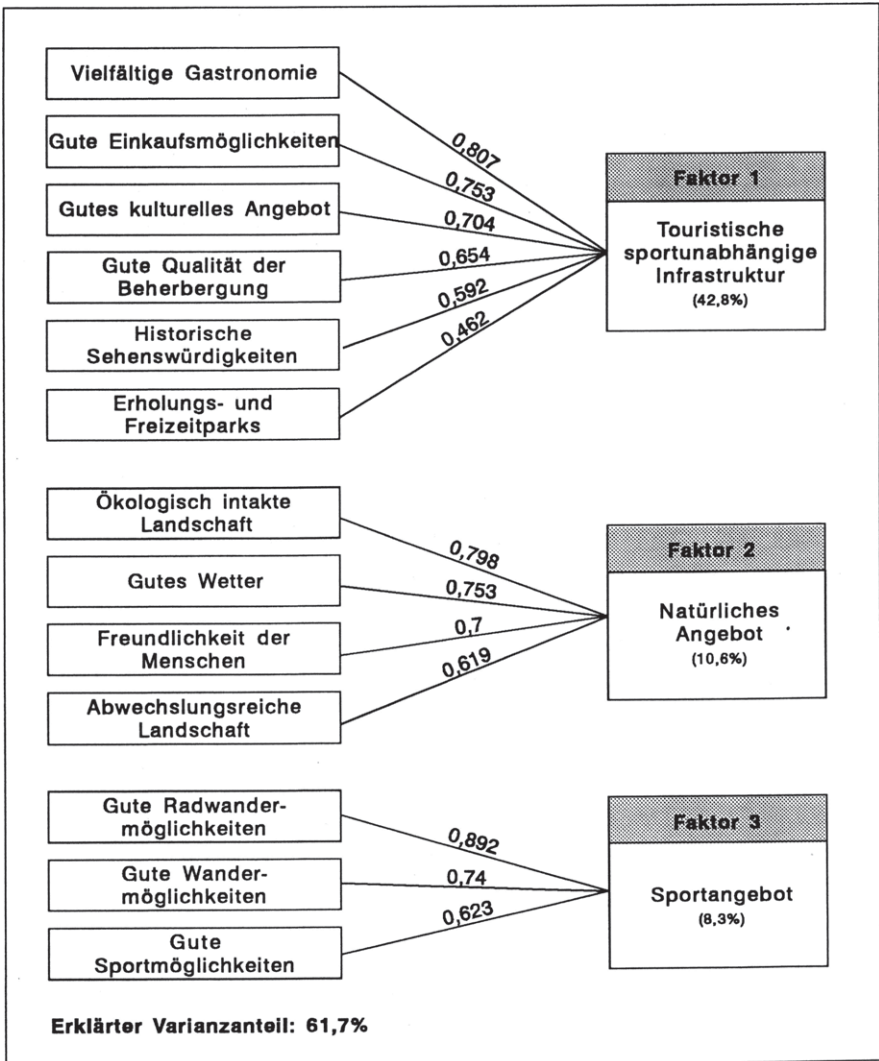 Vielfältige Gastronomie
Gute Einkaufsmöglichkeiten
Gutes kulturelles Angebot
Gute Qualität der
Beherbergung
Historische
Sehenswürdigkeiten
Erholungs- und
Freizeitparks
0,807
0,753
0,704
0,654
0,592
0,462
Faktor 1
Touristische
sportunabhängige
Infrastruktur
(42,8%)
Ökologisch intakte
Landschaft
Gutes Wetter
Freundlichkeit der
Menschen
Abwechslungsreiche
Landschaft
0,798
0,753
0,7
0,619
Faktor 2
Natürliches
Angebot
(10,6%)
Gute Radwander-
möglichkeiten
Gute Wander-
möglichkeiten
Gute
Sportmöglichkeiten
0,892
0,74
0,623
Faktor 3
Sportangebot
(8,3%)
Erklärter Varianzanteil: 61,7%